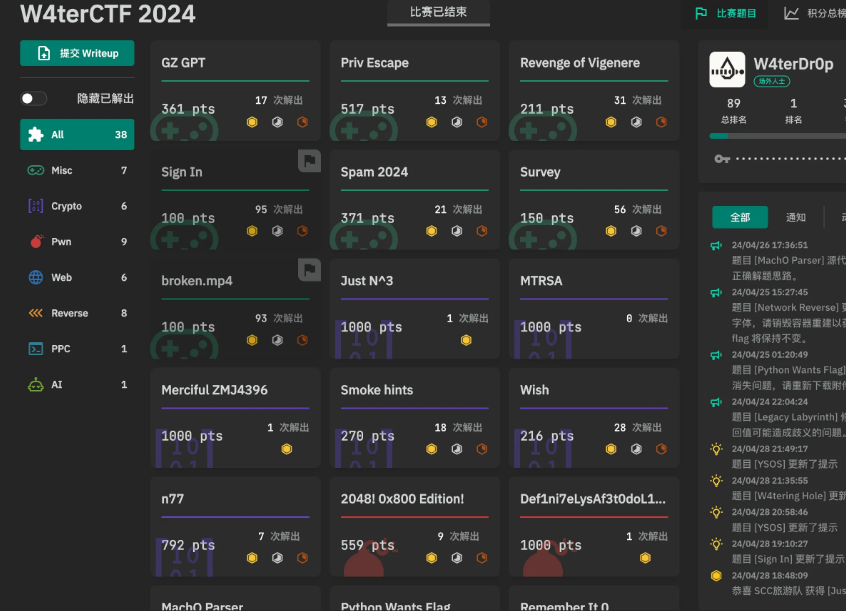 W4terCTF 2024
比赛已结束
比赛题目
积分总榜
提交 Writeup
隐藏已解出
All 38
Misc 7
Crypto 6
Pwn 9
Web 6
Reverse 8
PPC 1
AI 1
GZ GPT
361 pts
17 次解出
Priv Escape
517 pts
13 次解出
Revenge of Vigenere
211 pts
31 次解出
Sign In
100 pts
95 次解出
Spam 2024
371 pts
21 次解出
Survey
150 pts
56 次解出
broken.mp4
100 pts
93 次解出
Just N^3
1000 pts
1 次解出
MTRSA
1000 pts
0 次解出
Merciful ZMJ4396
1000 pts
1 次解出
Smoke hints
270 pts
18 次解出
Wish
216 pts
28 次解出
n77
792 pts
7 次解出
2048! 0x800 Edition!
559 pts
9 次解出
Def1ni7eLysAf3t0doL1...
1000 pts
1 次解出
MachO Parser
Python Wants Flag
Remember It 0
W4terDr0p
场外人士
89
总排名
1
排名
全部
通知
24/04/26 17:36:51
题目 [MachO Parser] 源代
正确解题思路。
24/04/25 15:27:45
题目 [Network Reverse] 更
字体，请销毁容器重建以获
flag 将保持不变。
24/04/25 01:20:49
题目 [Python Wants Flag]
消失问题，请重新下载附件
24/04/24 22:04:24
题目 [Legacy Labyrinth] 修
回值可能造成歧义的问题。
24/04/28 21:49:17
题目 [YSOS] 更新了提示
24/04/28 21:35:55
题目 [W4tering Hole] 更新
24/04/28 20:58:46
题目 [YSOS] 更新了提示
24/04/28 19:10:27
题目 [Sign In] 更新了提示
24/04/28 18:48:09
恭喜 SCC旅游队 获得 [Jus